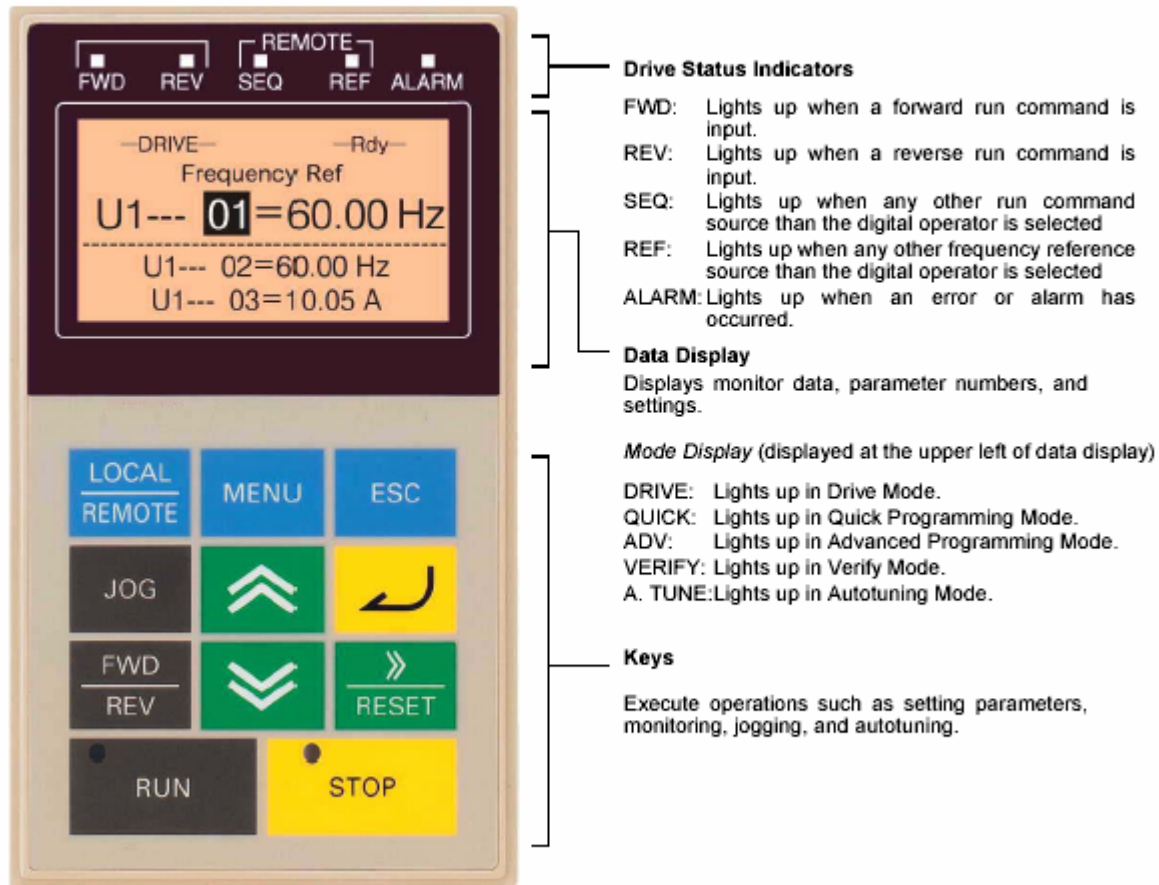 REMOTE
FWD REV SEQ REF ALARM
DRIVE Rdy
Frequency Ref
U1--- 01=60.00 Hz
U1--- 02=60.00 Hz
U1--- 03=10.05 A
LOCAL
REMOTE
MENU
ESC
JOG
FWD
REV
RESET
RUN
STOP
Drive Status Indicators
FWD: Lights up when a forward run command is
input.
REV: Lights up when a reverse run command is
input.
SEQ: Lights up when any other run command
source than the digital operator is selected
REF: Lights up when any other frequency reference
source than the digital operator is selected
ALARM: Lights up when an error or alarm has
occurred.
Data Display
Displays monitor data, parameter numbers, and
settings.
Mode Display (displayed at the upper left of data display)
DRIVE: Lights up in Drive Mode.
QUICK: Lights up in Quick Programming Mode.
ADV: Lights up in Advanced Programming Mode.
VERIFY: Lights up in Verify Mode.
A. TUNE:Lights up in Autotuning Mode.
Keys
Execute operations such as setting parameters,
monitoring, jogging, and autotuning.